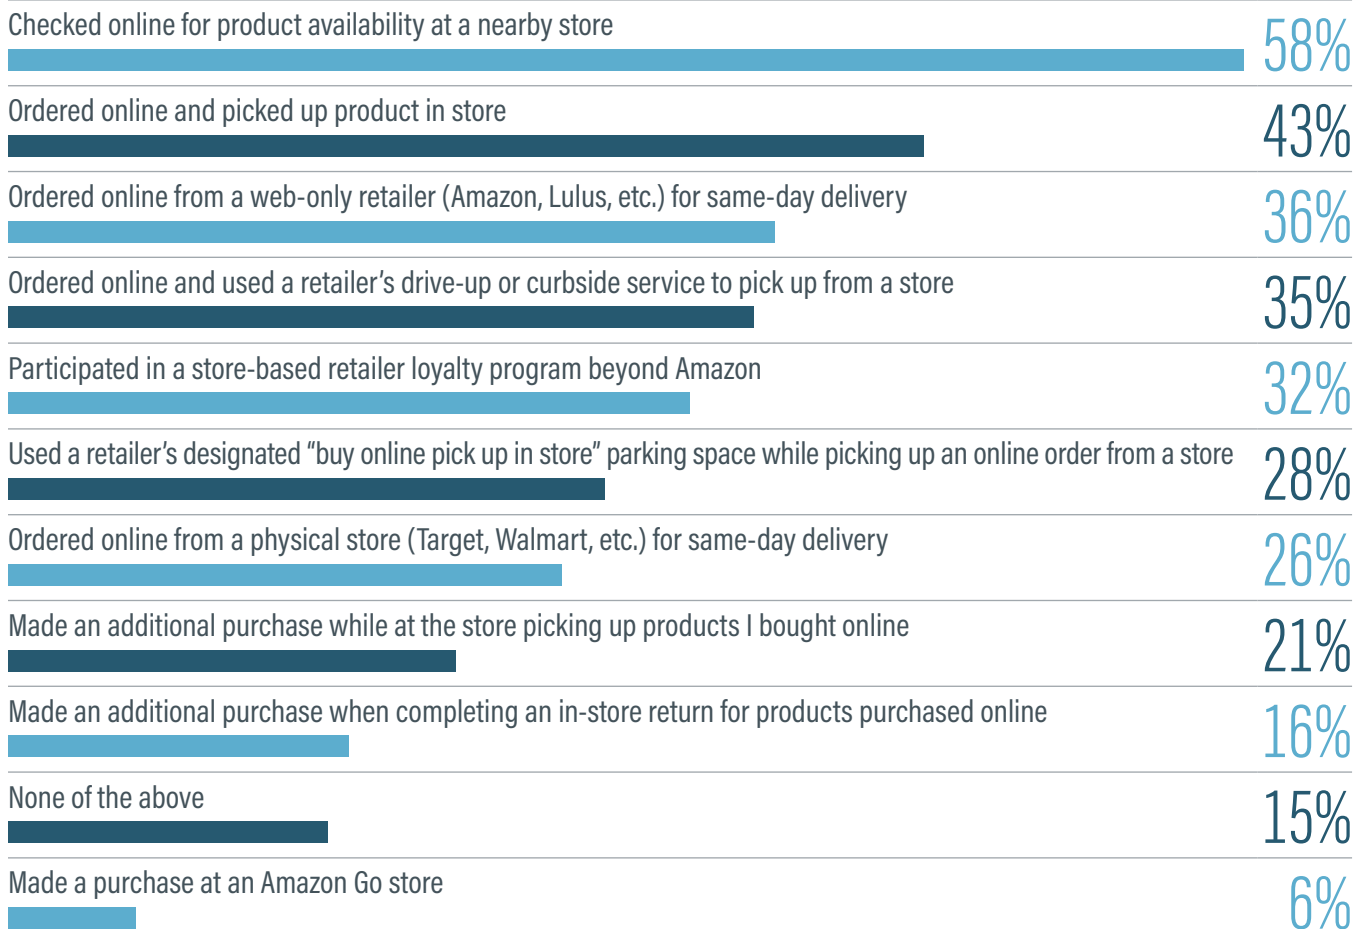 Checked online for product availability at a nearby store
58%
Ordered online and picked up product in store
43%
Ordered online from a web-only retailer (Amazon, Lulus, etc.) for same-day delivery
36%
Ordered online and used a retailer’s drive-up or curbside service to pick up from a store
35%
Participated in a store-based retailer loyalty program beyond Amazon
32%
Used a retailer’s designated “buy online pick up in store” parking space while picking up an online order from a store
28%
Ordered online from a physical store (Target, Walmart, etc.) for same-day delivery
26%
Made an additional purchase while at the store picking up products I bought online
21%
Made an additional purchase when completing an in-store return for products purchased online
16%
None of the above
15%
Made a purchase at an Amazon Go store
6%